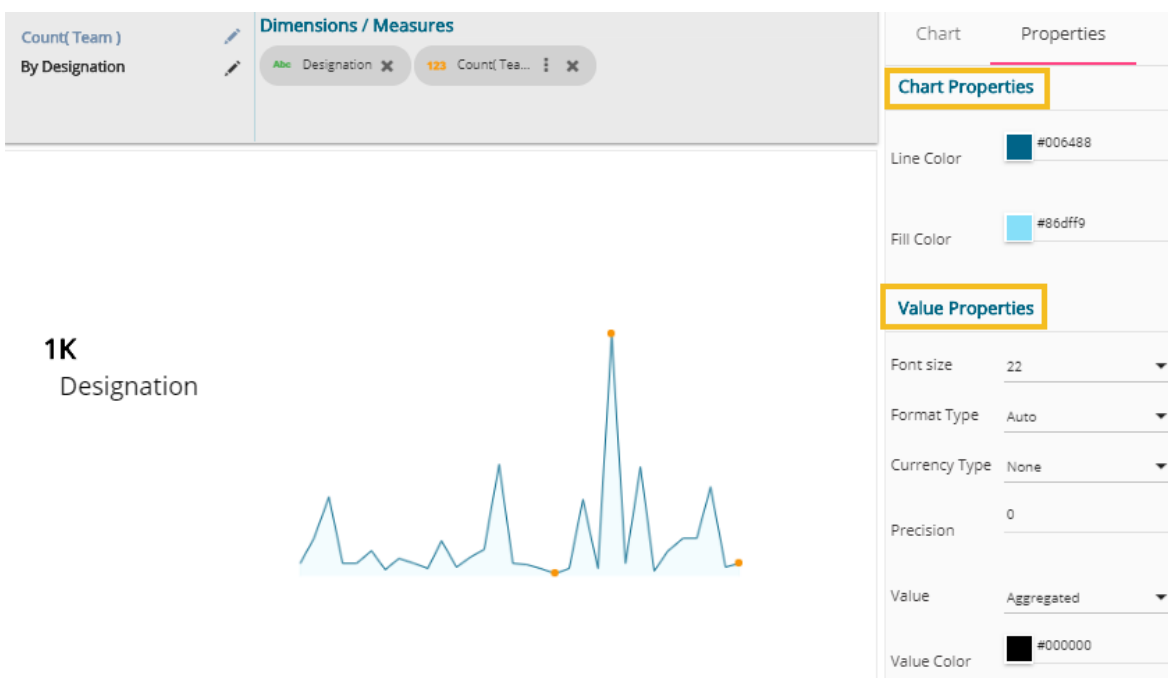 Count( Team )
By Designation
Dimensions / Measures
Abc Designation
123 Count( Tea...
Chart Properties
Chart Properties
Line Color #006488
Fill Color #86dff9
Value Properties
Font size 22
Format Type Auto
Currency Type None
Precision 0
Value Aggregated
Value Color #000000
1K
Designation